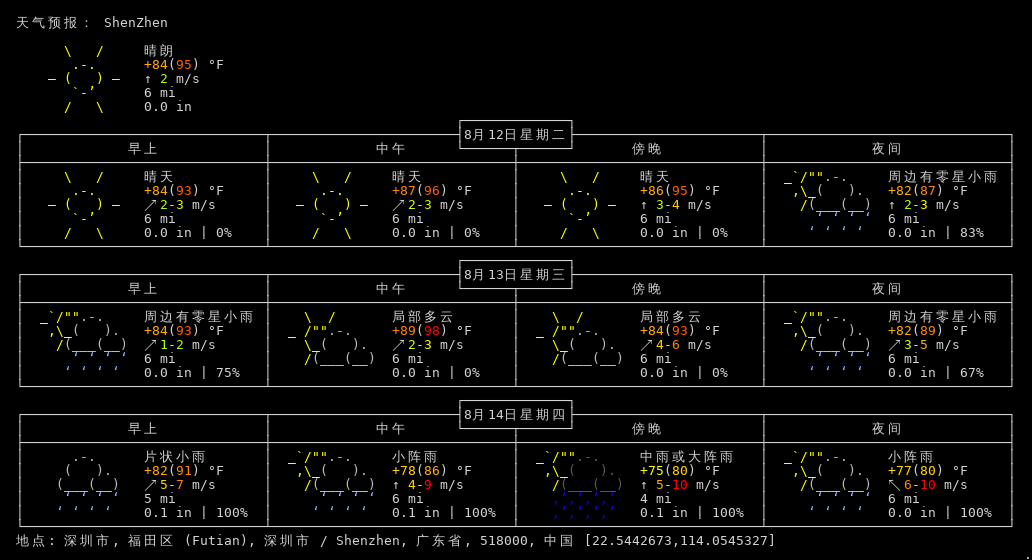 天气预报： ShenZhen
晴朗
+84(95) °F
↑ 2 m/s
6 mi
0.0 in
8月12日星期二
早上 中午 傍晚 夜间
晴天 晴天 晴天 周边有零星小雨
+84(93) °F +87(96) °F +86(95) °F +82(87) °F
↗ 2-3 m/s ↗ 2-3 m/s ↑ 3-4 m/s ↑ 2-3 m/s
6 mi 6 mi 6 mi 6 mi
0.0 in | 0% 0.0 in | 0% 0.0 in | 0% 0.0 in | 83%
8月13日星期三
早上 中午 傍晚 夜间
周边有零星小雨 局部多云 局部多云 周边有零星小雨
+84(93) °F +89(98) °F +84(93) °F +82(89) °F
↗ 1-2 m/s ↗ 2-3 m/s ↗ 4-6 m/s ↗ 3-5 m/s
6 mi 6 mi 6 mi 6 mi
0.0 in | 75% 0.0 in | 0% 0.0 in | 0% 0.0 in | 67%
8月14日星期四
早上 中午 傍晚 夜间
片状小雨 小阵雨 中雨或大阵雨 小阵雨
+82(91) °F +78(86) °F +75(80) °F +77(80) °F
↗ 5-7 m/s ↑ 4-9 m/s ↑ 5-10 m/s ↖ 6-10 m/s
5 mi 6 mi 4 mi 6 mi
0.1 in | 100% 0.1 in | 100% 0.1 in | 100% 0.0 in | 100%
地点: 深圳市, 福田区 (Futian), 深圳市 / Shenzhen, 广东省, 518000, 中国 [22.5442673,114.0545327]